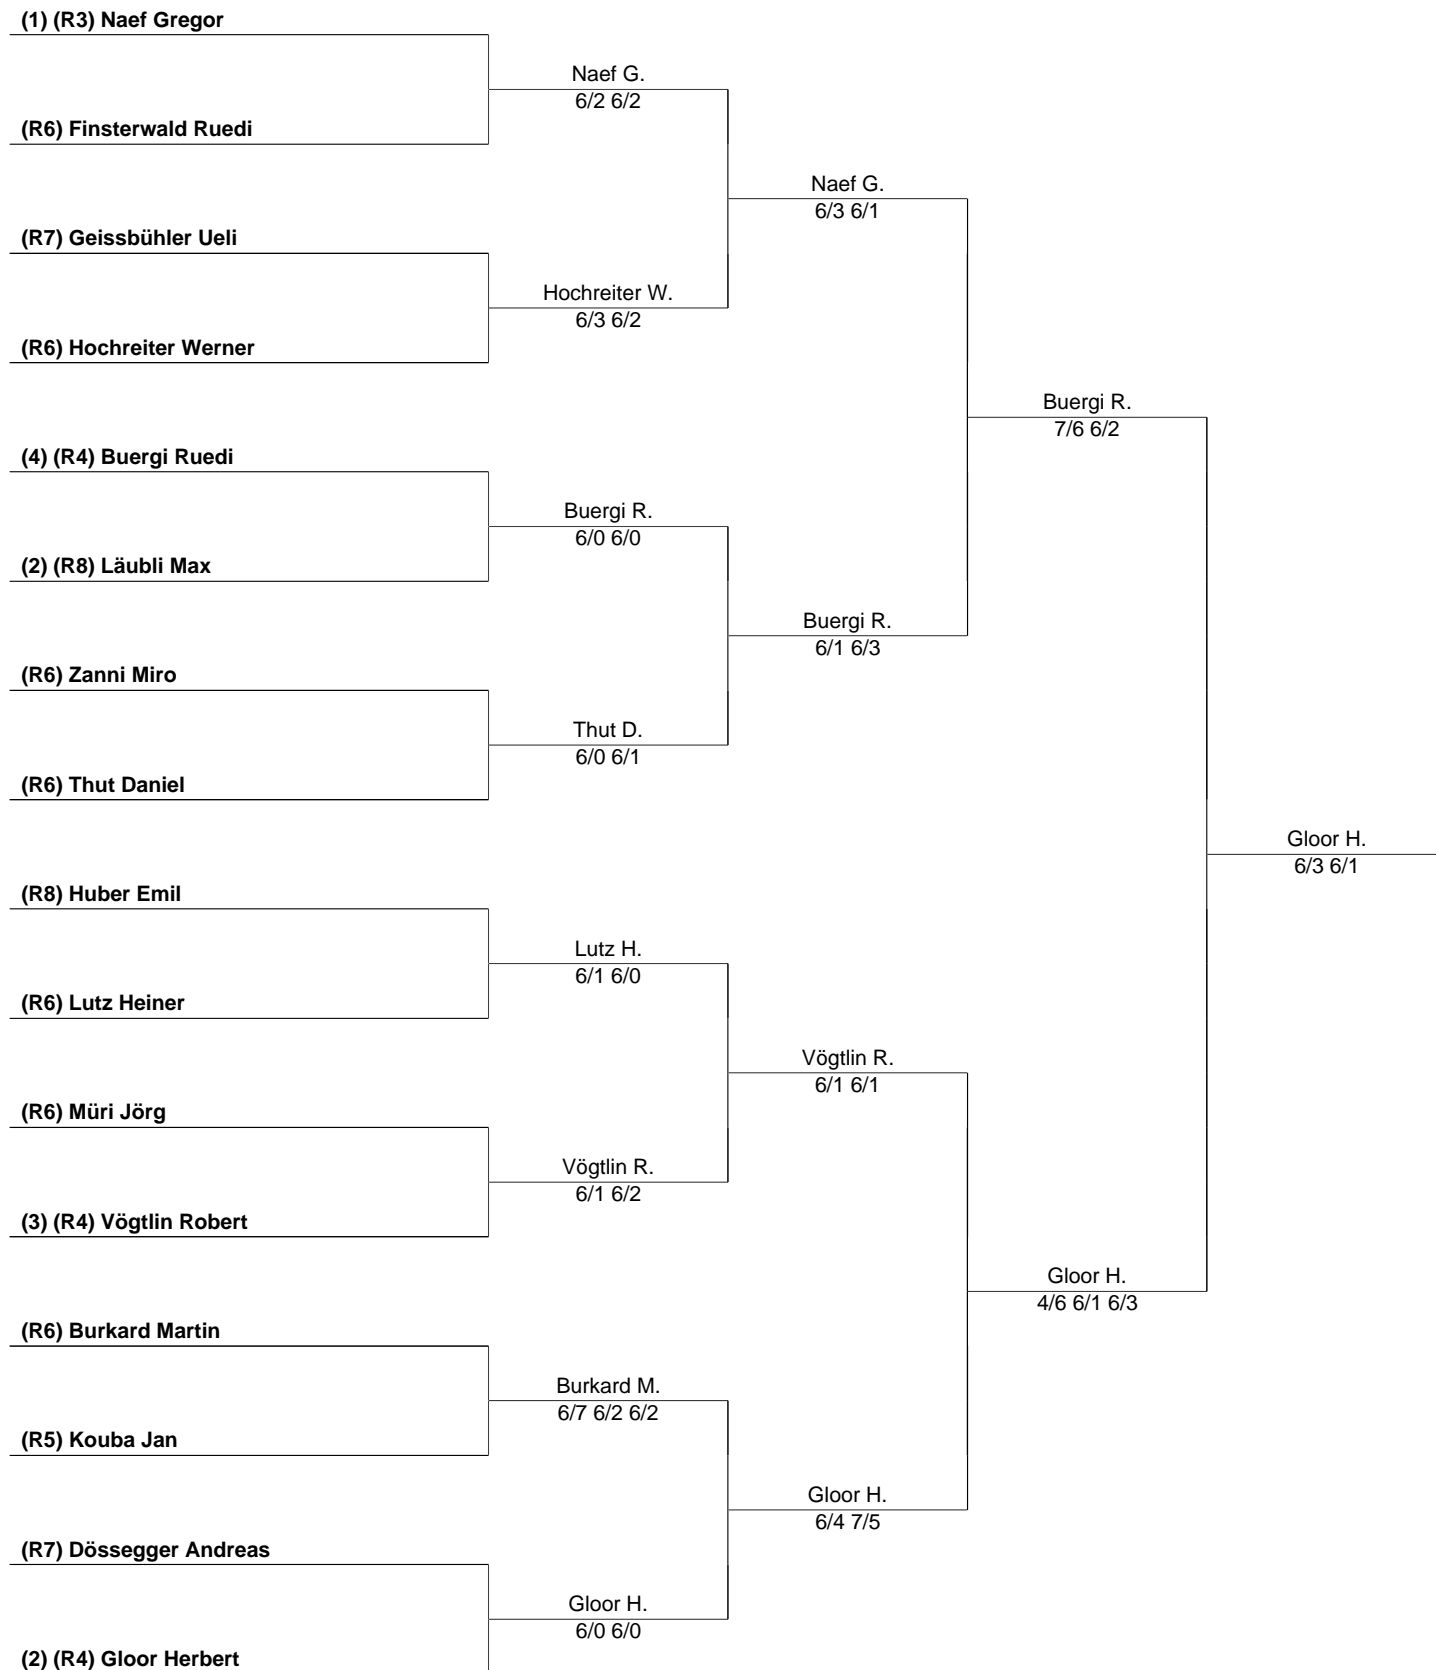 (1) (R3) Naef Gregor
Naef G.
6/2 6/2
(R6) Finsterwald Ruedi
Naef G.
6/3 6/1
(R7) Geissbühler Ueli
Hochreiter W.
6/3 6/2
(R6) Hochreiter Werner
Buergi R.
7/6 6/2
(4) (R4) Buergi Ruedi
Buergi R.
6/0 6/0
(2) (R8) Läubli Max
Buergi R.
6/1 6/3
(R6) Zanni Miro
Thut D.
6/0 6/1
(R6) Thut Daniel
Gloor H.
6/3 6/1
(R8) Huber Emil
Lutz H.
6/1 6/0
(R6) Lutz Heiner
Vögtlin R.
6/1 6/1
(R6) Müri Jörg
Vögtlin R.
6/1 6/2
(3) (R4) Vögtlin Robert
Gloor H.
4/6 6/1 6/3
(R6) Burkard Martin
Burkard M.
6/7 6/2 6/2
(R5) Kouba Jan
Gloor H.
6/4 7/5
(R7) Dössegger Andreas
Gloor H.
6/0 6/0
(2) (R4) Gloor Herbert